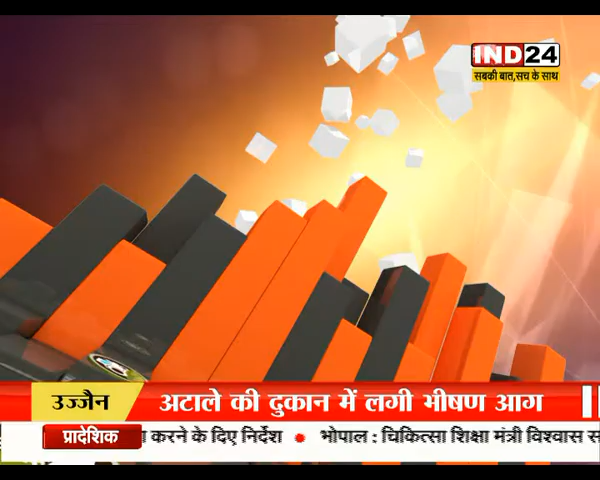 IND24
सबकी बात,सच के साथ
उज्जैन अटाले की दुकान में लगी भीषण आग
प्रादेशिक करने के दिए निर्देश • भोपाल : चिकित्सा शिक्षा मंत्री विश्वास